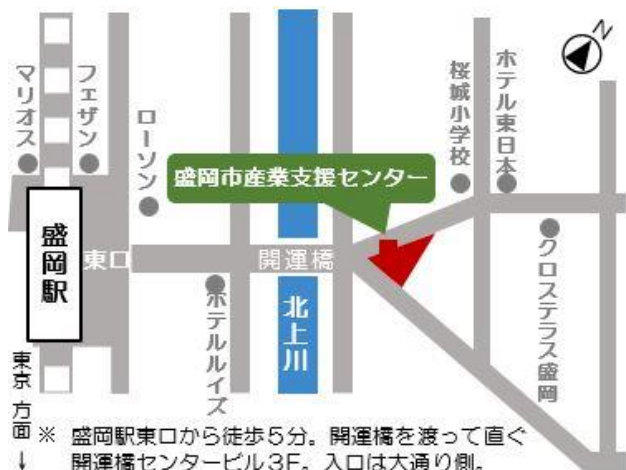 N
マリオス
フェザン
ローソン
桜城小学校
ホテル東日本
盛岡市産業支援センター
盛岡駅
東口
開運橋
クロステラス盛岡
ホテルルイズ
北上川
東京方面↓
※ 盛岡駅東口から徒歩5分。開運橋を渡って直ぐ
開運橋センタービル3F。入口は大通り側。